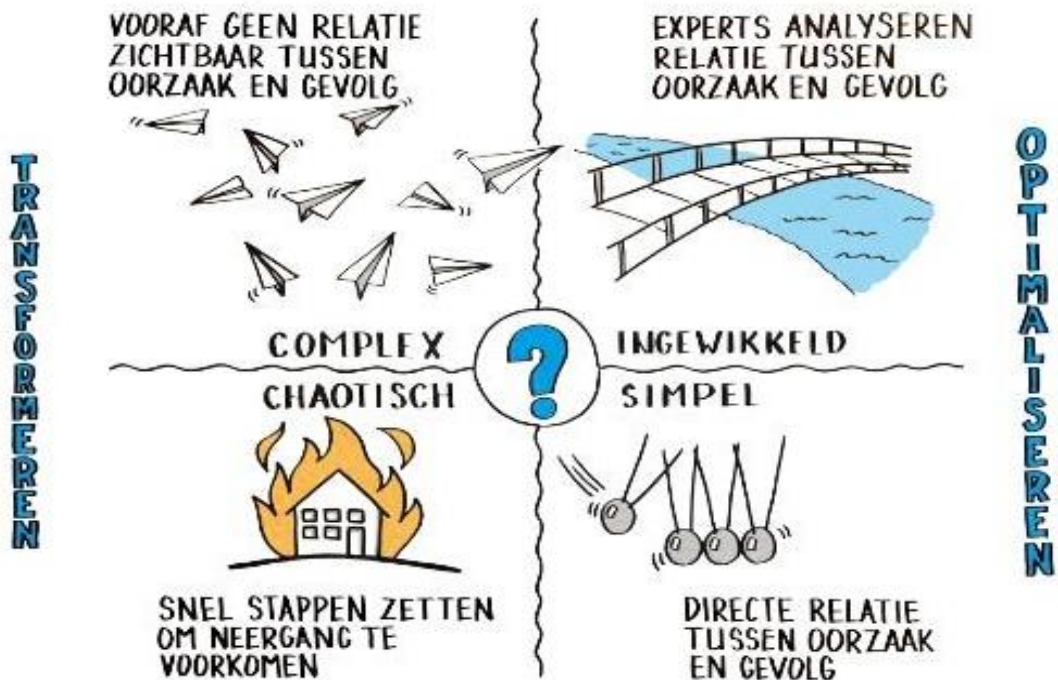 VOORAF GEEN RELATIE
ZICHTBAAR TUSSEN
OORZAAK EN GEVOLG
EXPERTS ANALYSEREN
RELATIE TUSSEN
OORZAAK EN GEVOLG
TRANSFORMEREN
OPTIMALISEREN
COMPLEX
?
INGEWIKKELD
CHAOTISCH
SIMPEL
SNEL STAPPEN ZETTEN
OM NEERGANG TE
VOORKOMEN
DIRECTE RELATIE
TUSSEN OORZAAK
EN GEVOLG